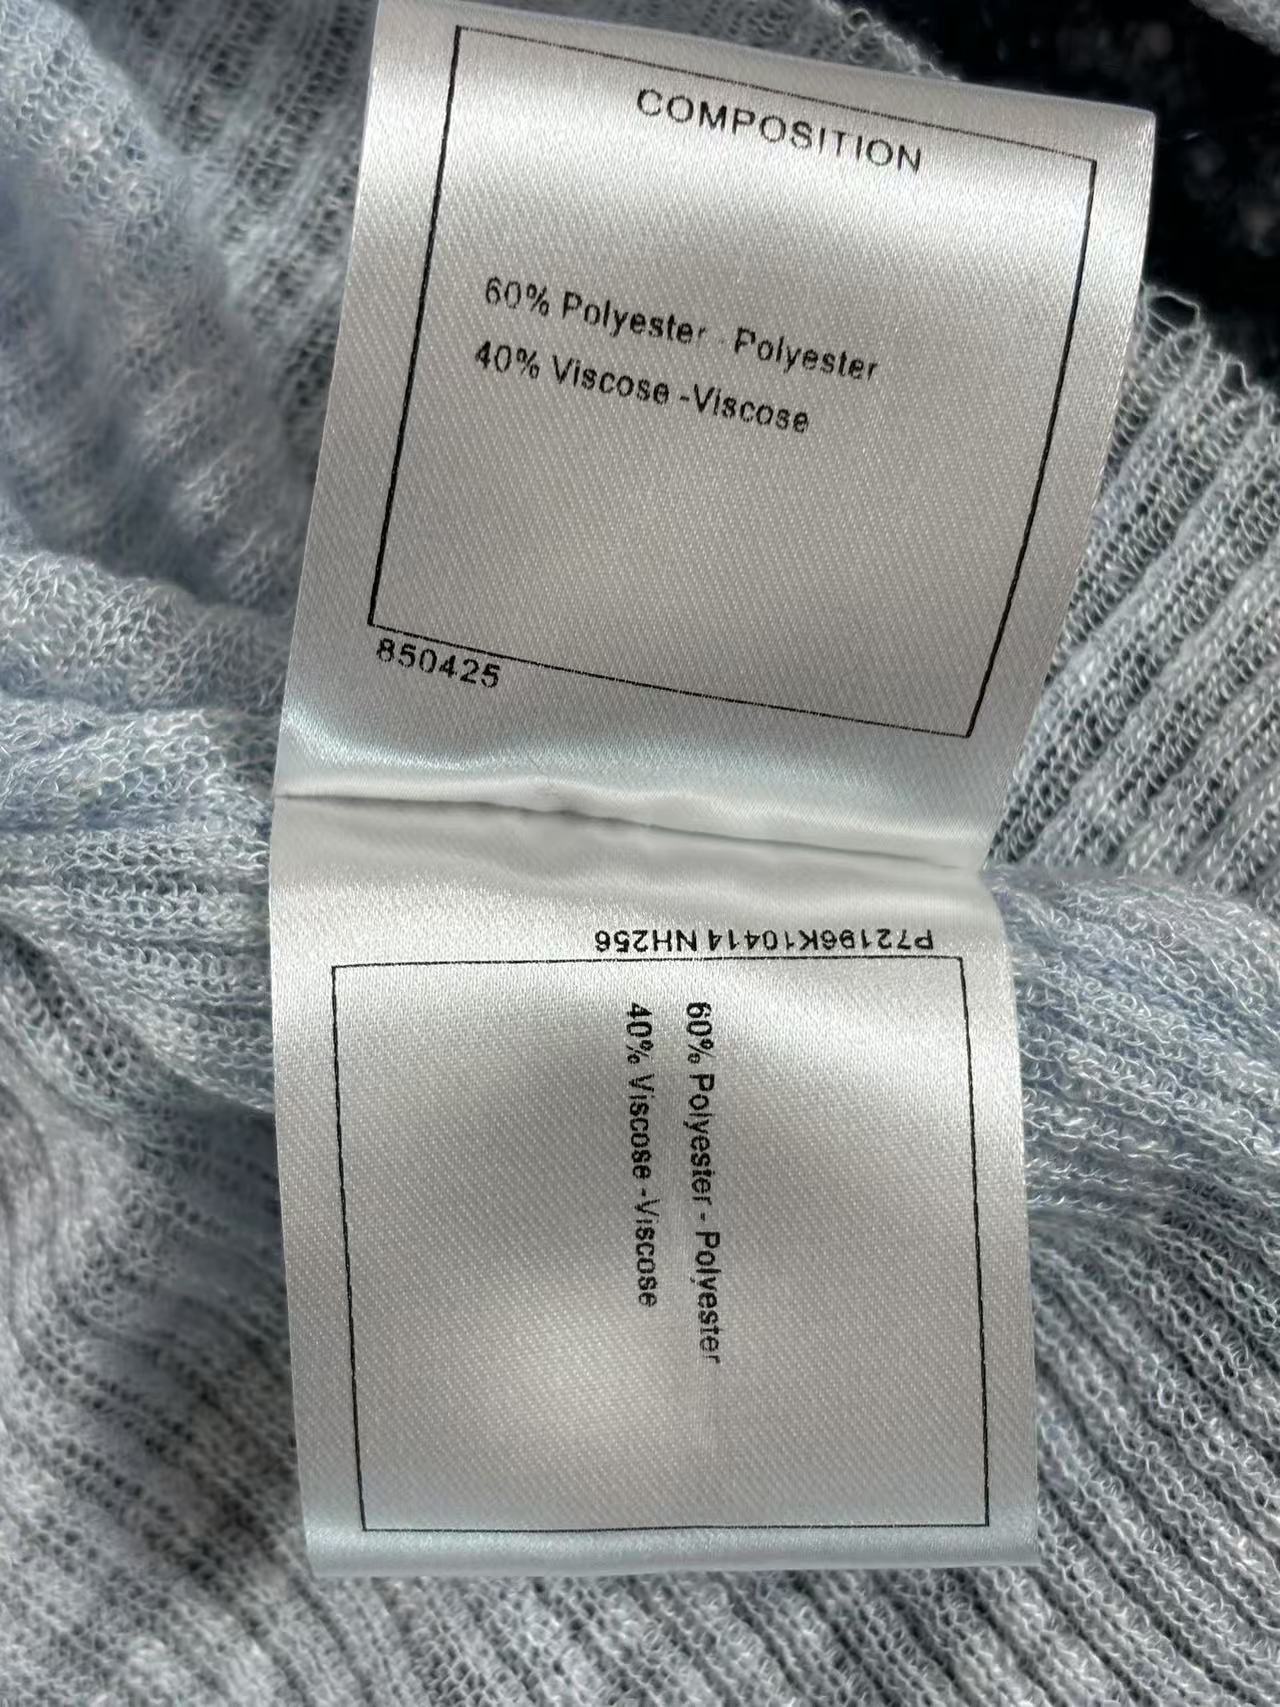 COMPOSITION
60% Polyester - Polyester
40% Viscose -Viscose
850425
P72196K10414 NH256
60% Polyester - Polyester
40% Viscose -Viscose